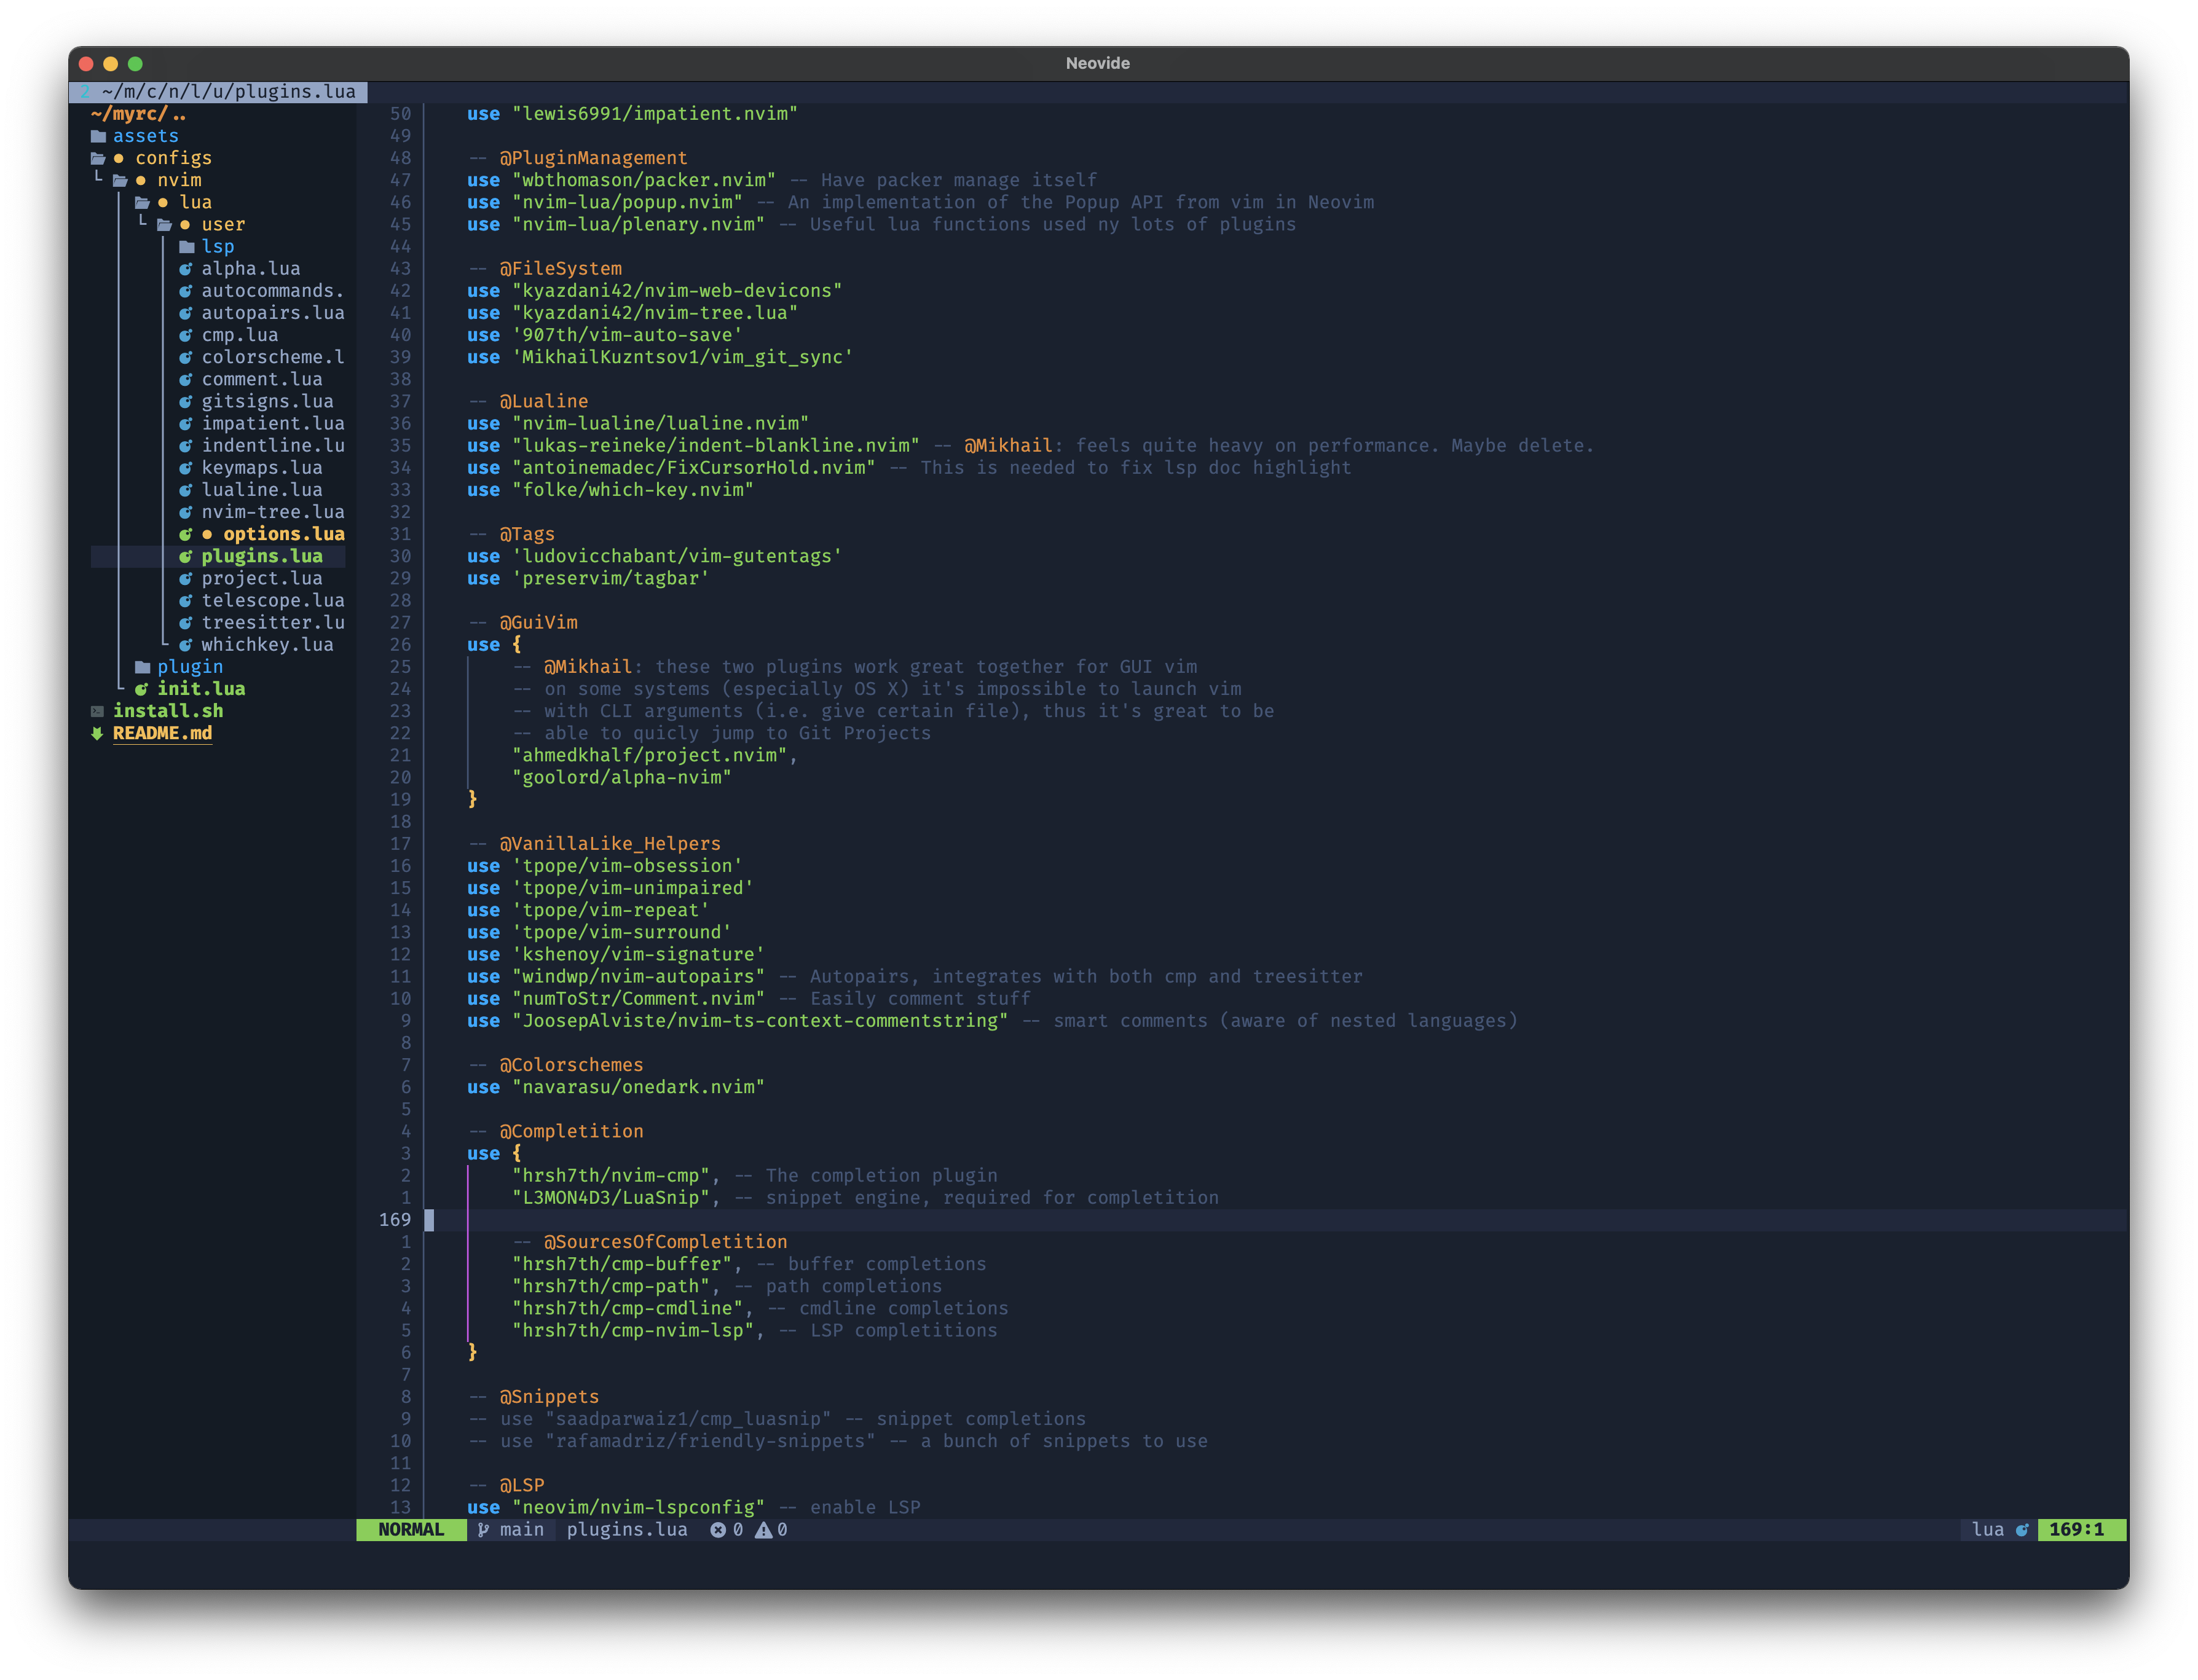 Neovide
2 ~/m/c/n/l/u/plugins.lua
~/myrc/..
assets
configs
nvim
lua
user
lsp
alpha.lua
autocommands.
autopairs.lua
cmp.lua
colorscheme.l
comment.lua
gitsigns.lua
impatient.lua
indentline.lu
keymaps.lua
lualine.lua
nvim-tree.lua
options.lua
plugins.lua
project.lua
telescope.lua
treesitter.lu
whichkey.lua
plugin
init.lua
install.sh
README.md
50 use "lewis6991/impatient.nvim"
49
48 -- @PluginManagement
47 use "wbthomason/packer.nvim" -- Have packer manage itself
46 use "nvim-lua/popup.nvim" -- An implementation of the Popup API from vim in Neovim
45 use "nvim-lua/plenary.nvim" -- Useful lua functions used ny lots of plugins
44
43 -- @FileSystem
42 use "kyazdani42/nvim-web-devicons"
41 use "kyazdani42/nvim-tree.lua"
40 use '907th/vim-auto-save'
39 use 'MikhailKuzntsov1/vim_git_sync'
38
37 -- @Lualine
36 use "nvim-lualine/lualine.nvim"
35 use "lukas-reineke/indent-blankline.nvim" -- @Mikhail: feels quite heavy on performance. Maybe delete.
34 use "antoinemadec/FixCursorHold.nvim" -- This is needed to fix lsp doc highlight
33 use "folke/which-key.nvim"
32
31 -- @Tags
30 use 'ludovicchabant/vim-gutentags'
29 use 'preservim/tagbar'
28
27 -- @GuiVim
26 use {
25 -- @Mikhail: these two plugins work great together for GUI vim
24 -- on some systems (especially OS X) it's impossible to launch vim
23 -- with CLI arguments (i.e. give certain file), thus it's great to be
22 -- able to quicly jump to Git Projects
21 "ahmedkhalf/project.nvim",
20 "goolord/alpha-nvim"
19 }
18
17 -- @VanillaLike_Helpers
16 use 'tpope/vim-obsession'
15 use 'tpope/vim-unimpaired'
14 use 'tpope/vim-repeat'
13 use 'tpope/vim-surround'
12 use 'kshenoy/vim-signature'
11 use "windwp/nvim-autopairs" -- Autopairs, integrates with both cmp and treesitter
10 use "numToStr/Comment.nvim" -- Easily comment stuff
9 use "JoosepAlviste/nvim-ts-context-commentstring" -- smart comments (aware of nested languages)
8
7 -- @Colorschemes
6 use "navarasu/onedark.nvim"
5
4 -- @Completition
3 use {
2 "hrsh7th/nvim-cmp", -- The completion plugin
1 "L3MON4D3/LuaSnip", -- snippet engine, required for completition
169
1 -- @SourcesOfCompletition
2 "hrsh7th/cmp-buffer", -- buffer completions
3 "hrsh7th/cmp-path", -- path completions
4 "hrsh7th/cmp-cmdline", -- cmdline completions
5 "hrsh7th/cmp-nvim-lsp", -- LSP completitions
6 }
7
8 -- @Snippets
9 -- use "saadparwaiz1/cmp_luasnip" -- snippet completions
10 -- use "rafamadriz/friendly-snippets" -- a bunch of snippets to use
11
12 -- @LSP
13 use "neovim/nvim-lspconfig" -- enable LSP
NORMAL main plugins.lua 0 0 lua 169:1